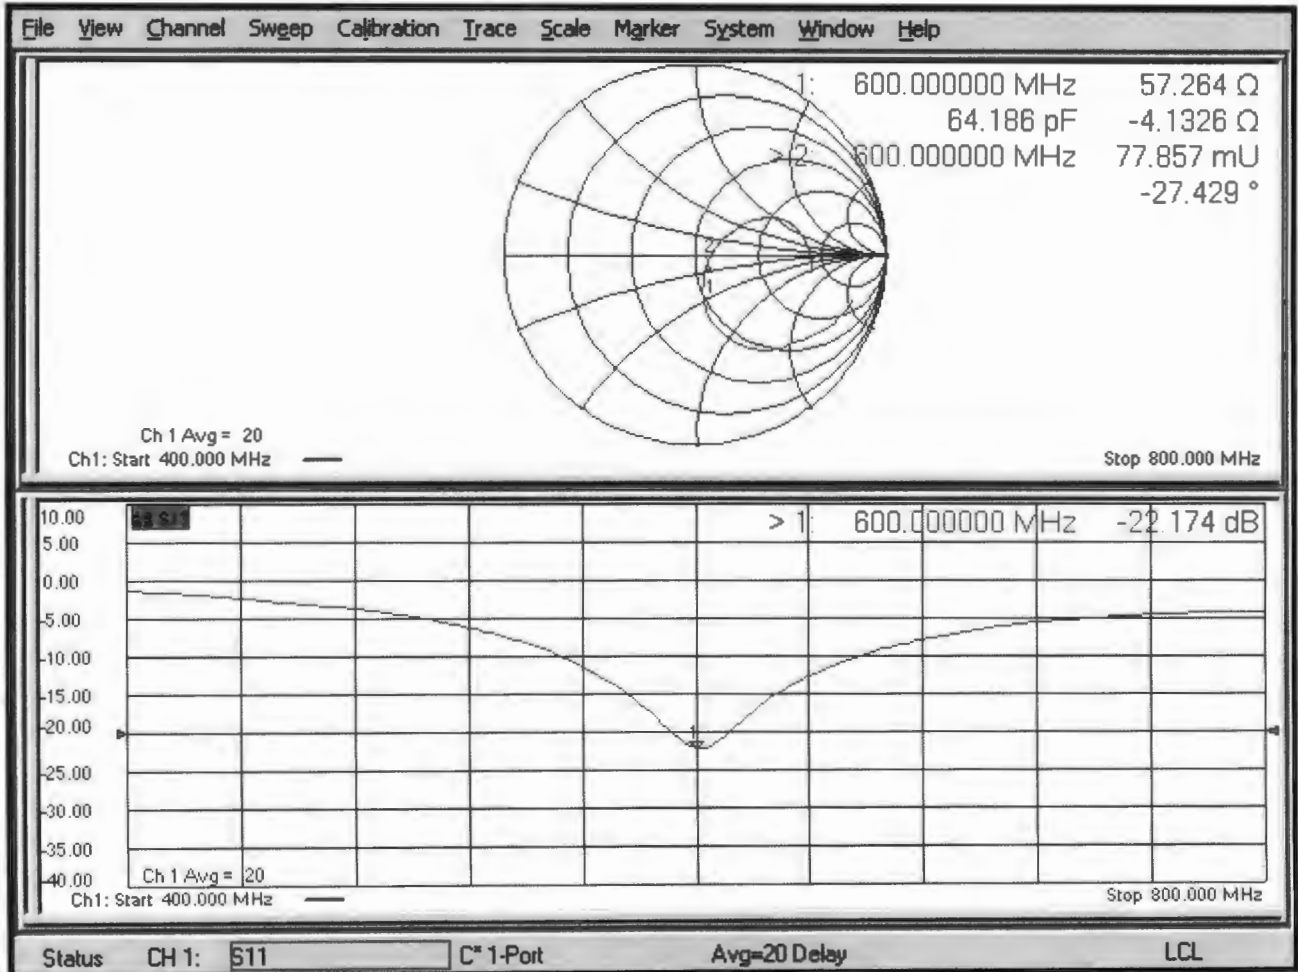 File View Channel Sweep Calibration Trace Scale Marker System Window Help
1: 600.000000 MHz 57.264 Ω
64.186 pF -4.1326 Ω
> 2: 600.000000 MHz 77.857 mU
-27.429 °
2
1
Ch 1 Avg = 20
Ch1: Start 400.000 MHz
Stop 800.000 MHz
10.00
dB S11
> 1: 600.000000 MHz -22.174 dB
5.00
0.00
-5.00
-10.00
-15.00
-20.00
1
-25.00
-30.00
-35.00
-40.00
Ch 1 Avg = 20
Ch1: Start 400.000 MHz
Stop 800.000 MHz
Status CH 1: S11 C* 1-Port Avg=20 Delay LCL